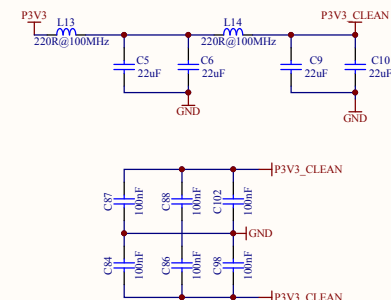 P3V3
L13
L14
P3V3_CLEAN
220R@100MHz
220R@100MHz
C5
22uF
C6
22uF
C9
22uF
C10
22uF
GND
GND
P3V3_CLEAN
C87
100nF
C88
100nF
C102
100nF
GND
C84
100nF
C86
100nF
C98
100nF
P3V3_CLEAN